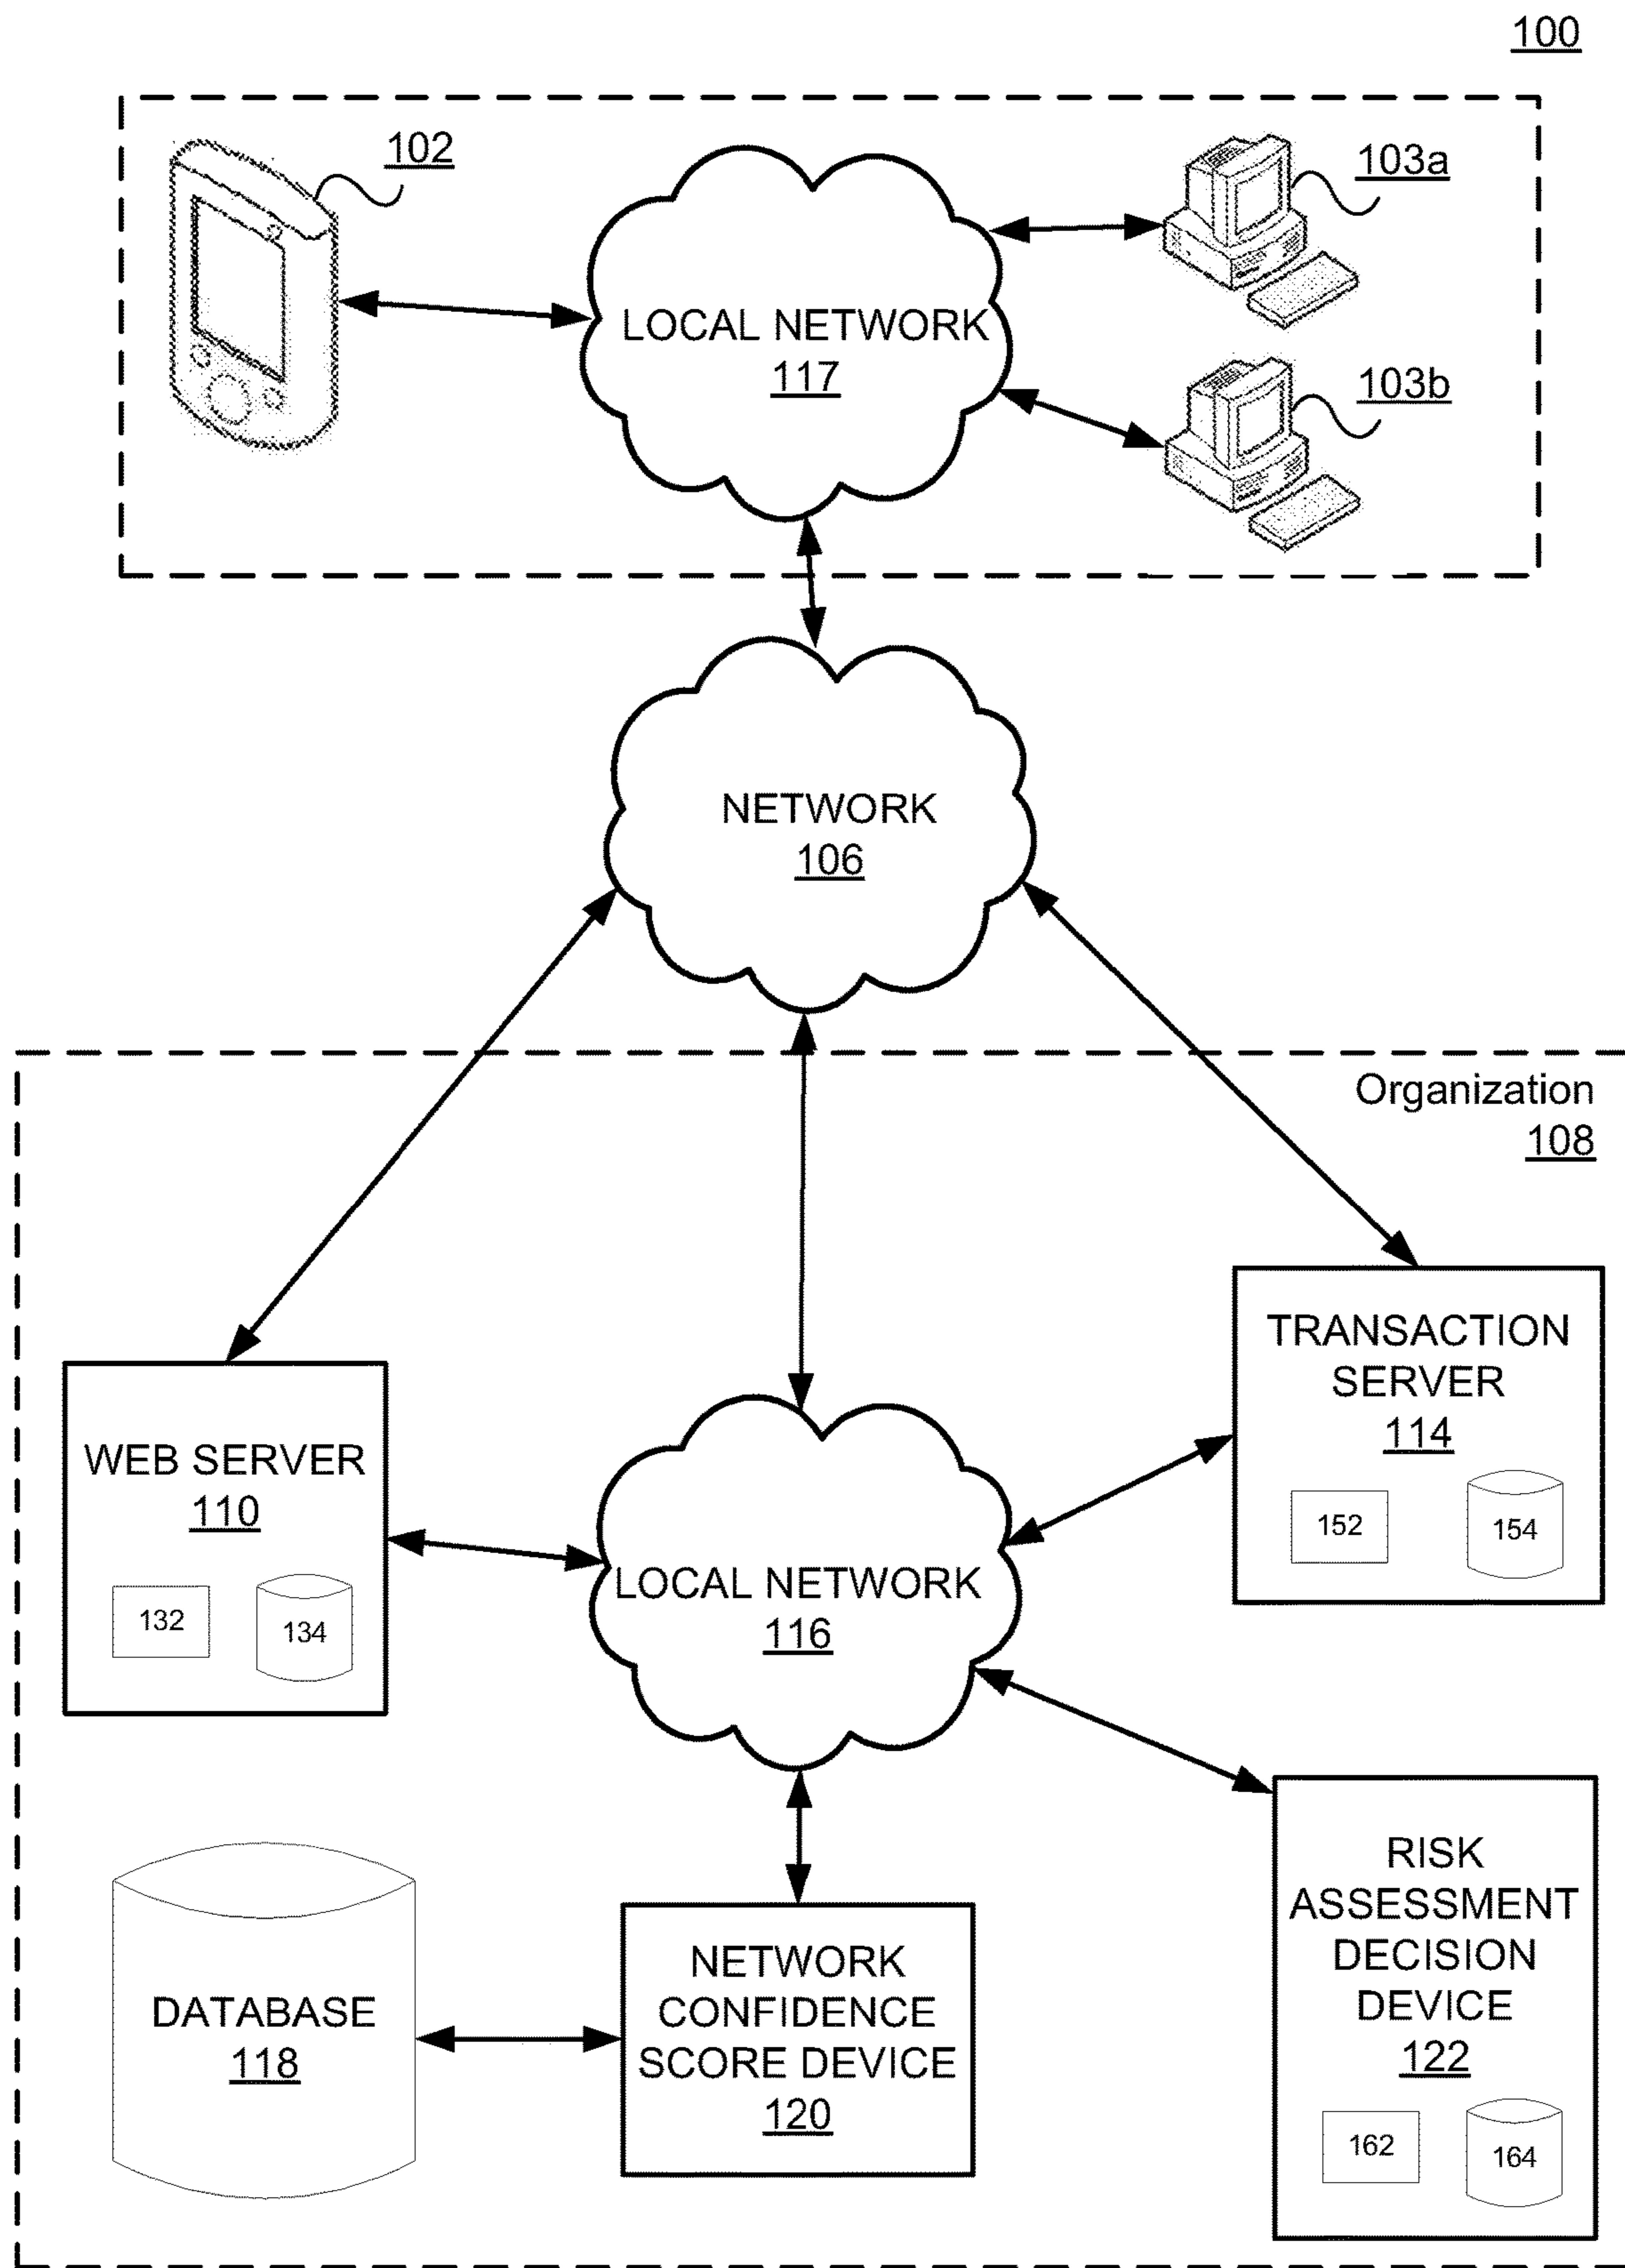 100
102
103a
LOCAL NETWORK
117
103b
NETWORK
106
Organization
108
TRANSACTION
SERVER
114
152
154
WEB SERVER
110
132
134
LOCAL NETWORK
116
RISK
ASSESSMENT
DECISION
DEVICE
122
162
164
NETWORK
CONFIDENCE
SCORE DEVICE
120
DATABASE
118